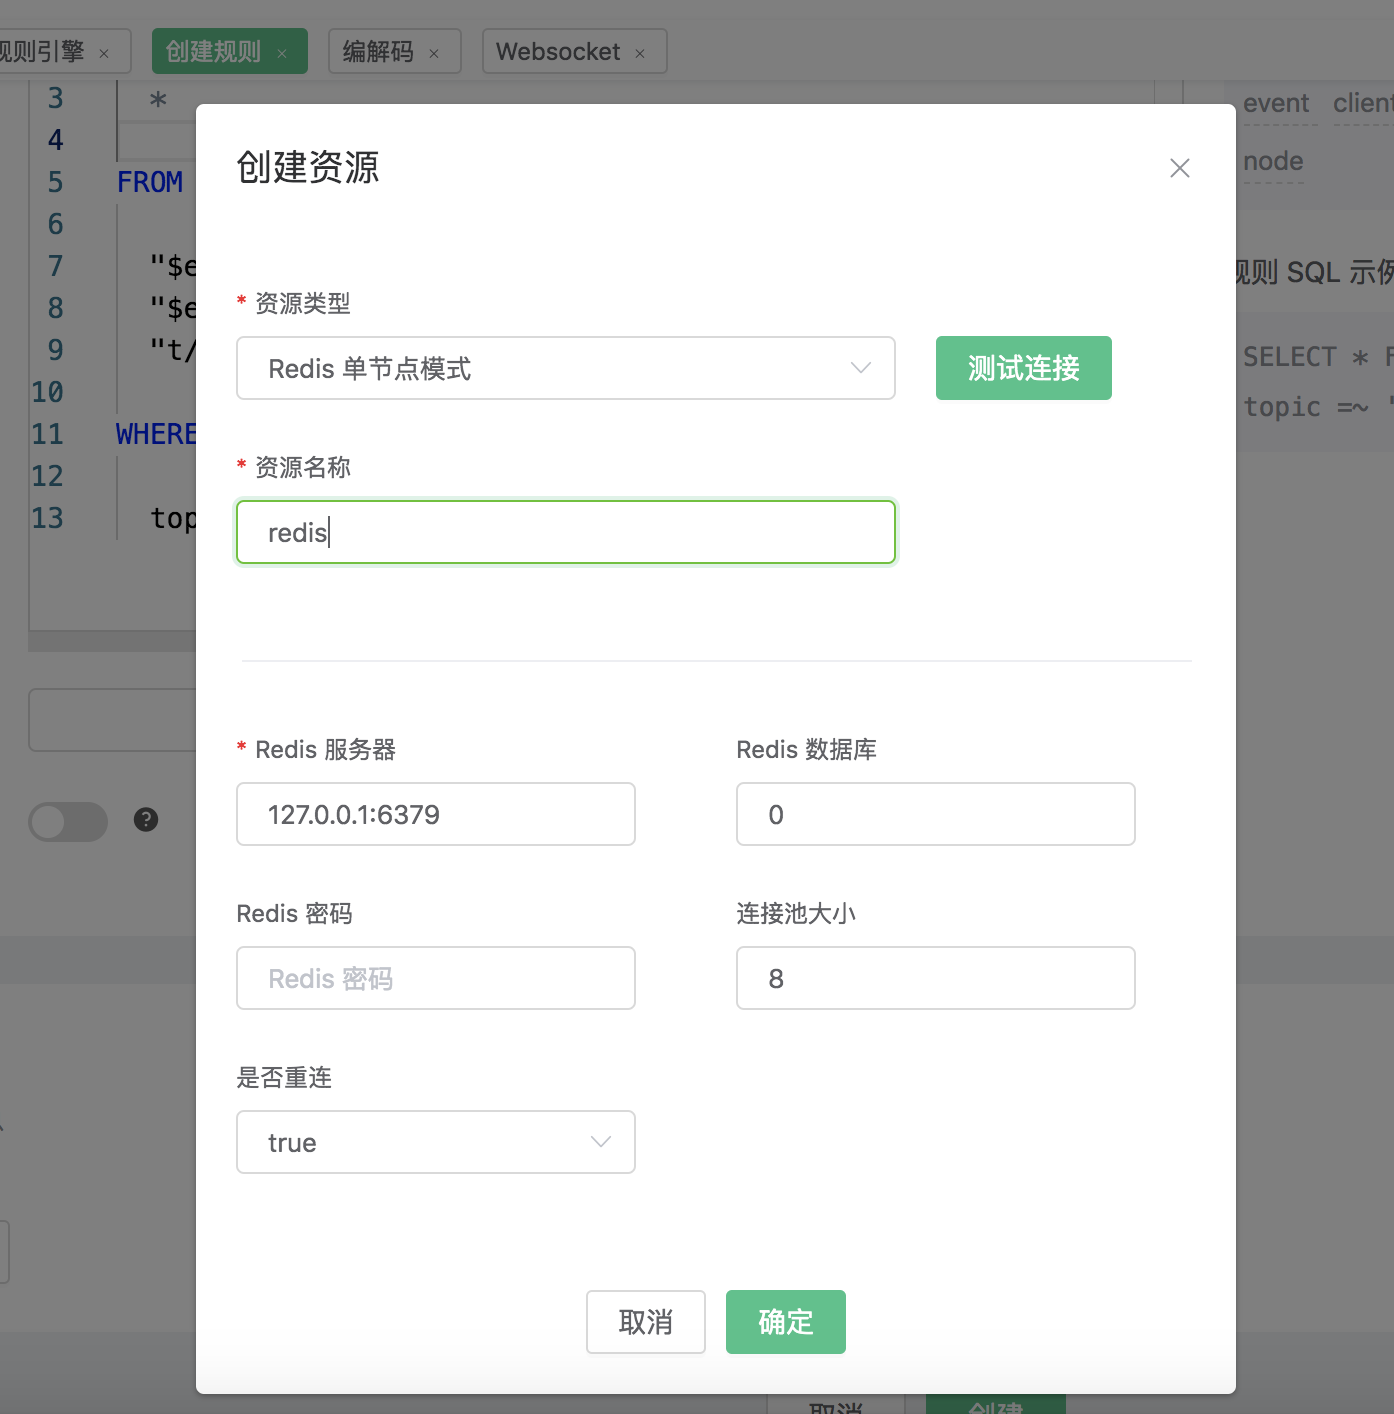 规则引擎 × 创建规则 × 编解码 × Websocket ×
3 *
4
5 FROM
6
7 "$e
8 "$e
9 "t/
10
11 WHERE
12
13 top
event client
node
规则 SQL 示例
SELECT * F
topic =~ '
创建资源
* 资源类型
Redis 单节点模式
测试连接
* 资源名称
redis
* Redis 服务器
Redis 数据库
127.0.0.1:6379
0
Redis 密码
连接池大小
Redis 密码
8
是否重连
true
取消
确定
?
取消
创建